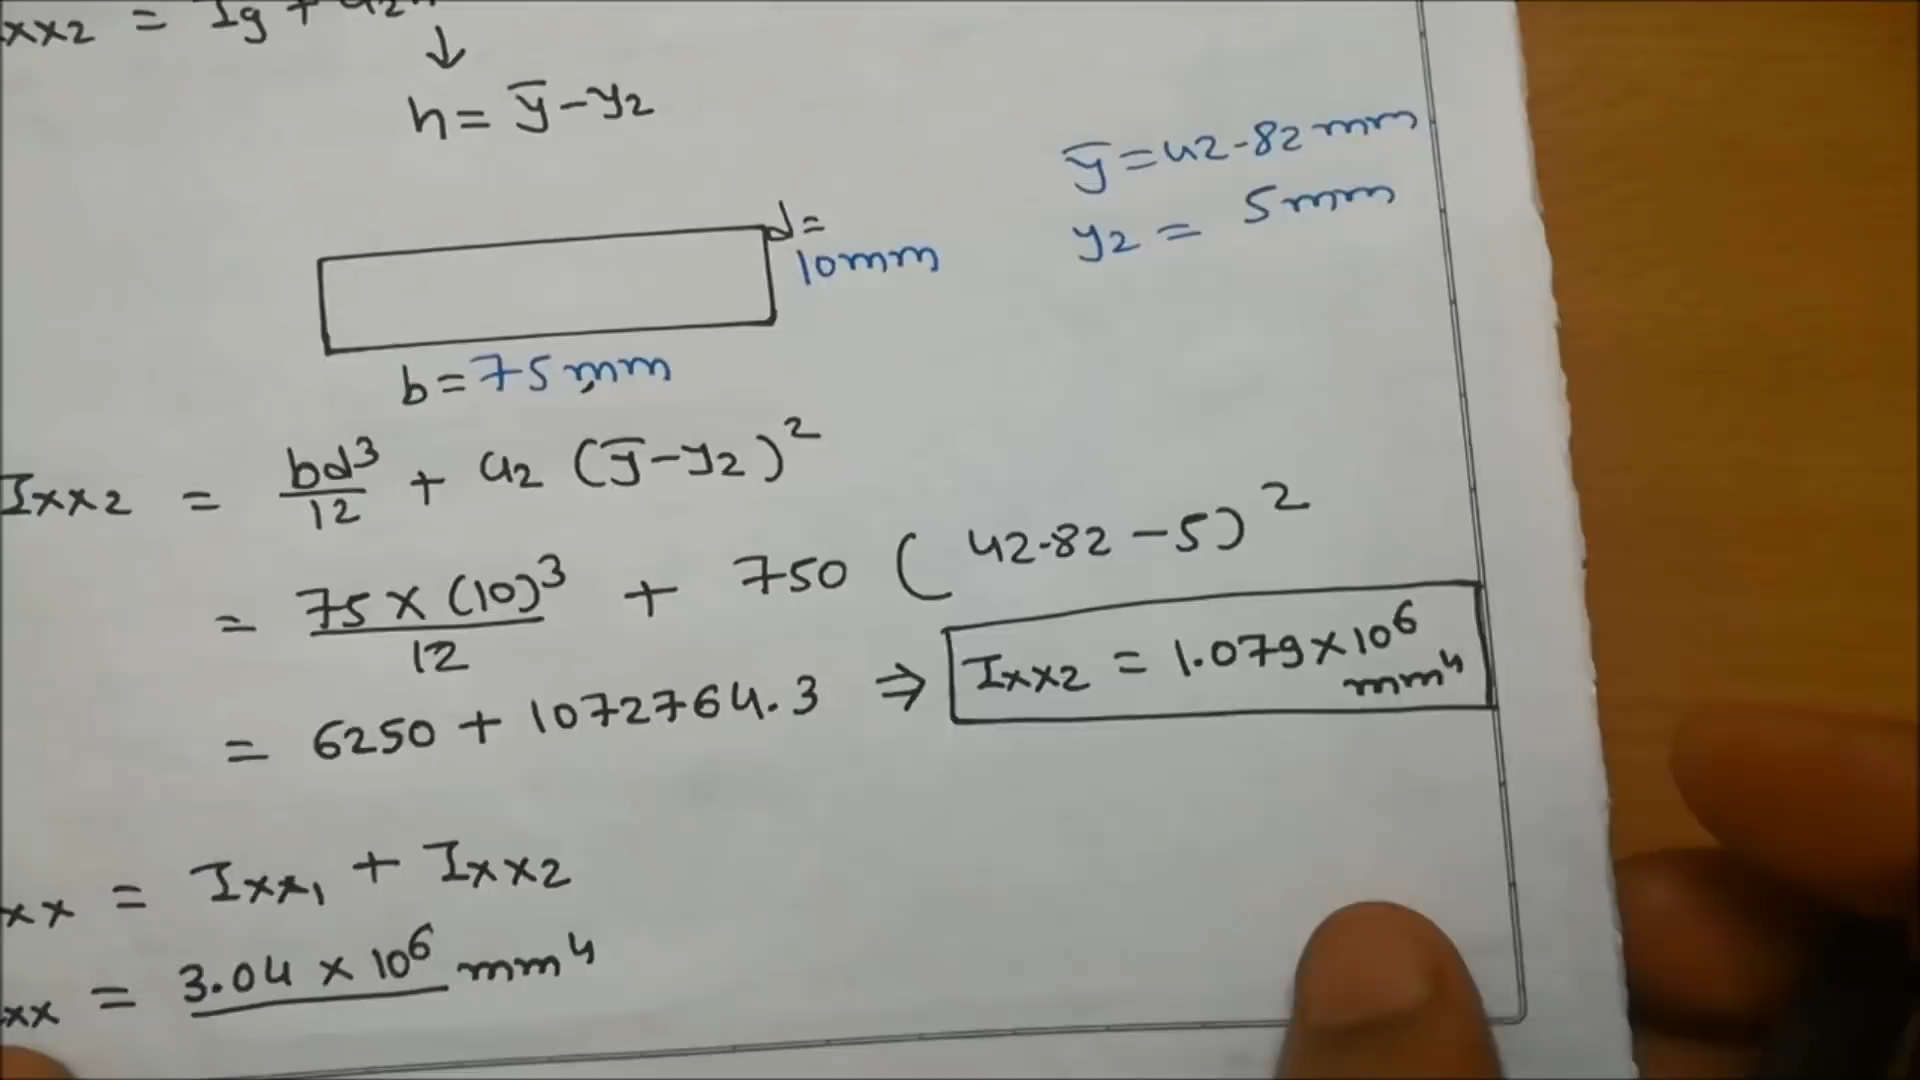 xx2 = Ig +
↓
h = ȳ - y2
ȳ = 42.82 mm
y2 = 5 mm
d =
10mm
b = 75 mm
Ixx2 = bd³/12 + a2 (ȳ - y2)²
= 75 × (10)³/12 + 750 (42.82 - 5)²
= 6250 + 1072764.3 ⇒ Ixx2 = 1.079 × 10⁶ mm⁴
xx = Ixx1 + Ixx2
xx = 3.04 × 10⁶ mm⁴